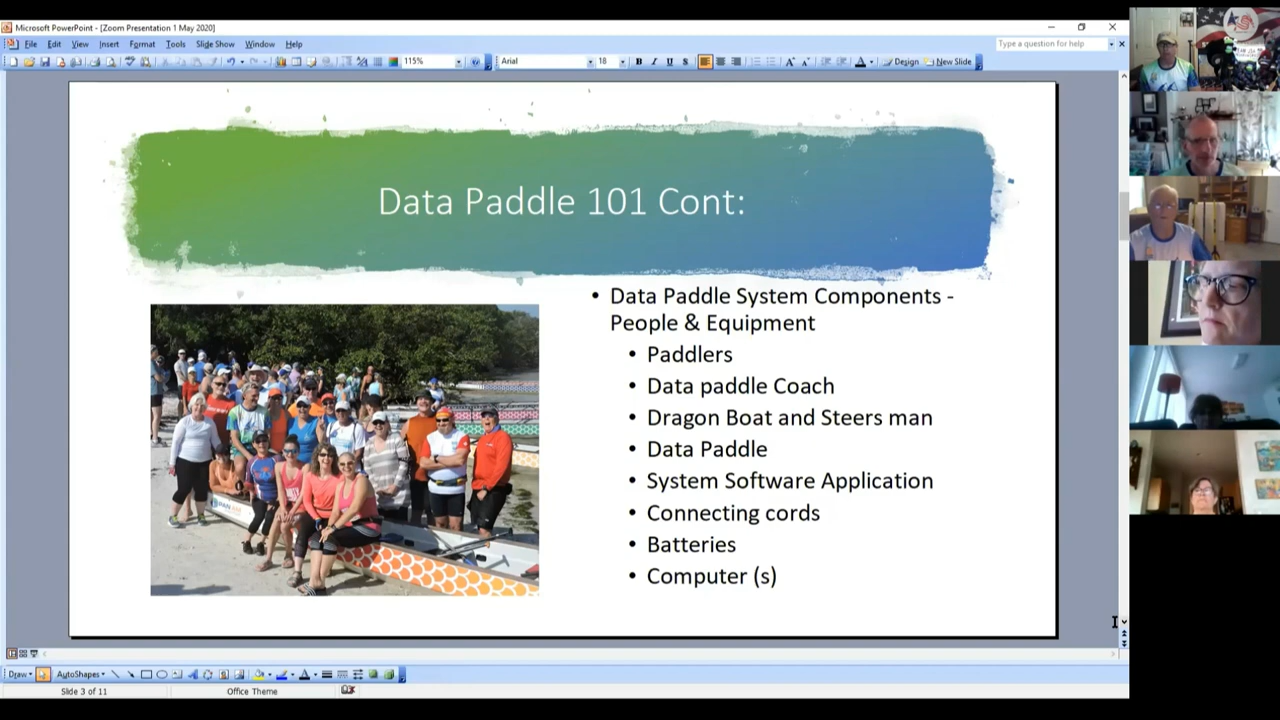 Microsoft PowerPoint - [Zoom Presentation 1 May 2020]
File Edit View Insert Format Tools Slide Show Window Help
Type a question for help
115%
Arial
18
B I U S
Design
New Slide
Data Paddle 101 Cont:
• Data Paddle System Components -
People & Equipment
• Paddlers
• Data paddle Coach
• Dragon Boat and Steers man
• Data Paddle
• System Software Application
• Connecting cords
• Batteries
• Computer (s)
Draw
AutoShapes
Slide 3 of 11
Office Theme